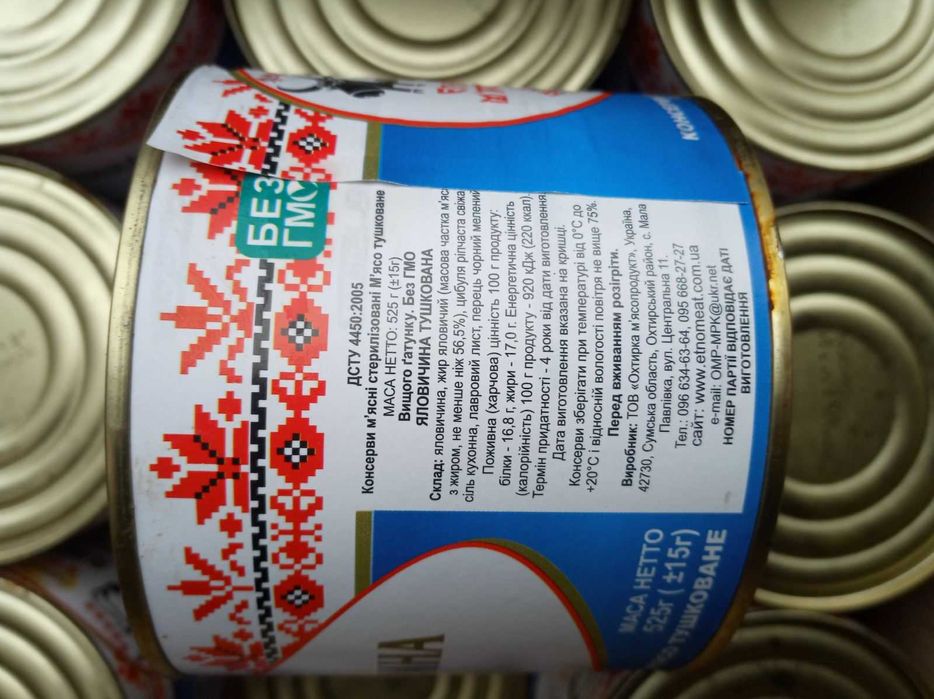 БЕЗ
ГМО
ДСТУ 4450:2005
Консерви м'ясні стерилізовані М'ясо тушковане
МАСА НЕТТО: 525 г (±15г)
Вищого ґатунку. Без ГМО
ЯЛОВИЧИНА ТУШКОВАНА
Склад: яловичина, жир яловичий (масова частка м'яса
з жиром, не менше ніж 56,5%), цибуля ріпчаста свіжа
сіль кухонна, лавровий лист, перець чорний мелений
Поживна (харчова) цінність 100 г продукту:
білки - 16,8 г, жири - 17,0 г. Енергетична цінність
(калорійність) 100 г продукту - 920 кДж (220 ккал).
Термін придатності - 4 роки від дати виготовлення
Дата виготовлення вказана на кришці.
Консерви зберігати при температурі від 0°С до
+20°С і відносній вологості повітря не вище 75%.
Перед вживанням розігріти.
Виробник: ТОВ «Охтирка м'ясопродукт». Україна,
42730, Сумська область, Охтирський район, с. Мала
Павлівка, вул. Центральна 11.
Тел.: 096 634-63-64, 095 668-27-27
сайт: www.etnomeat.com.ua
e-mail: OMP-MPK@ukr.net
НОМЕР ПАРТІЇ ВІДПОВІДАЄ ДАТІ
ВИГОТОВЛЕННЯ
МАСА НЕТТО
525г (±15г)
ТУШКОВАНЕ